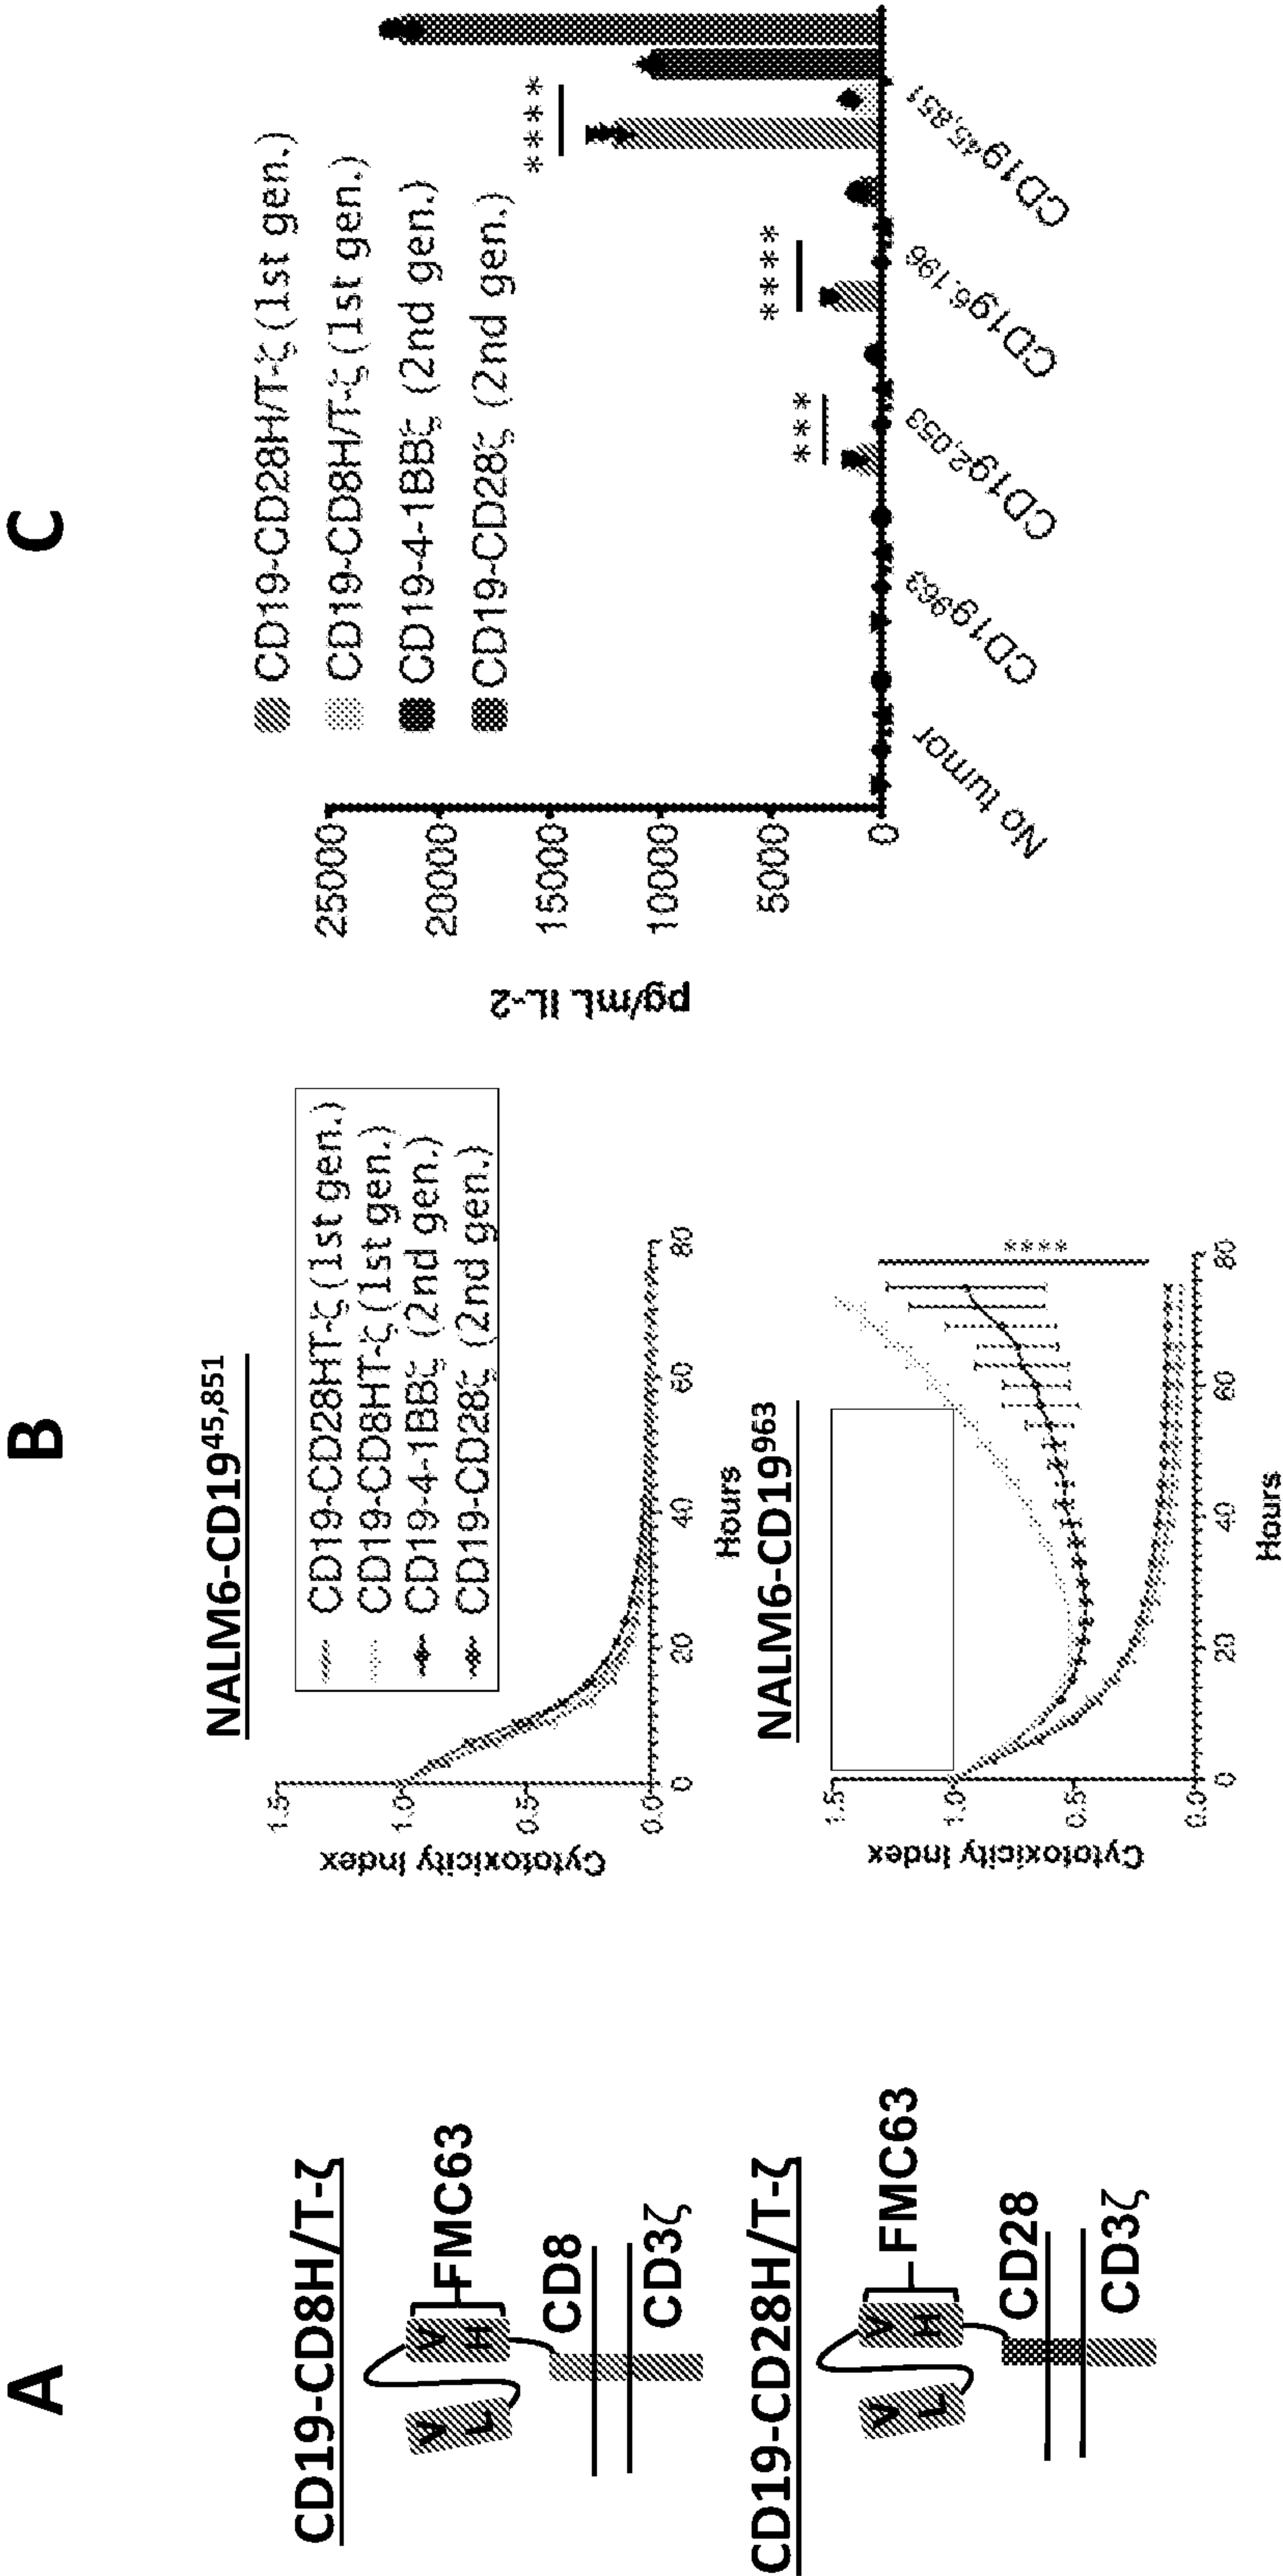 A
CD19-CD8H/T-ζ
V
L
V
H
FMC63
CD8
CD3ζ
CD19-CD28H/T-ζ
V
L
V
H
FMC63
CD28
CD3ζ
B
NALM6-CD19^45,851
CD19-CD28HT-ζ (1st gen.)
CD19-CD8HT-ζ (1st gen.)
CD19-4-1BBζ (2nd gen.)
CD19-CD28ζ (2nd gen.)
Cytotoxicity Index
1.5
1.0
0.5
0.0
0
20
40
60
80
Hours
NALM6-CD19^963
****
Cytotoxicity Index
1.5
1.0
0.5
0.0
0
20
40
60
80
Hours
C
CD19-CD28H/T-ζ (1st gen.)
CD19-CD8H/T-ζ (1st gen.)
CD19-4-1BBζ (2nd gen.)
CD19-CD28ζ (2nd gen.)
pg/mL IL-2
25000
20000
15000
10000
5000
0
***
****
****
No tumor
CD19^963
CD19^2,053
CD19^6,196
CD19^45,851